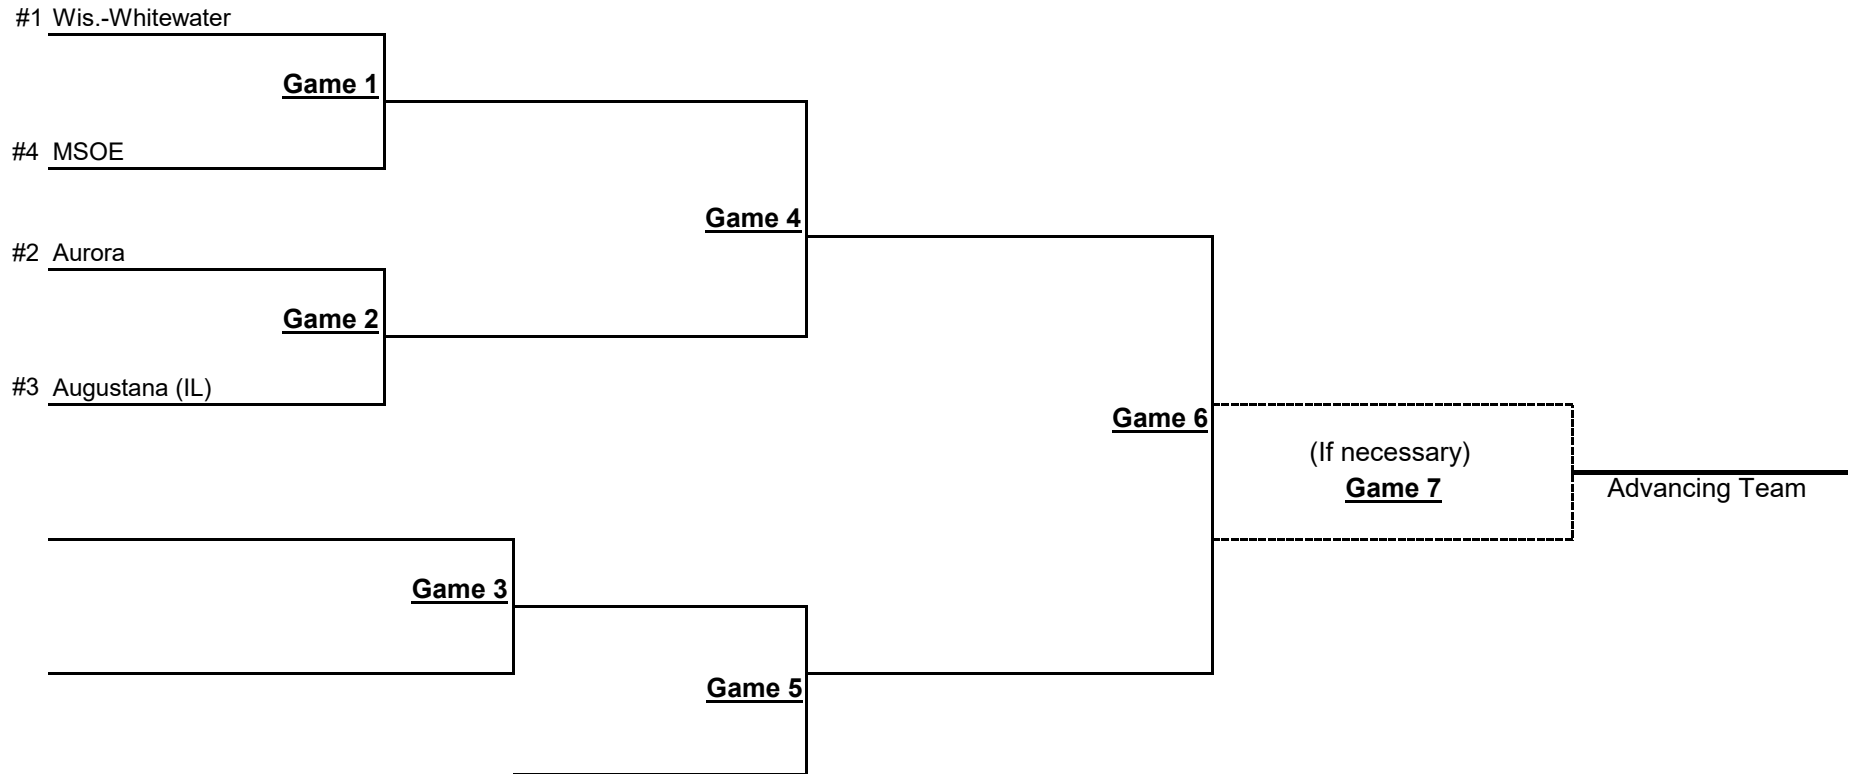 #1 Wis.-Whitewater
Game 1
#4 MSOE
Game 4
#2 Aurora
Game 2
#3 Augustana (IL)
Game 6
(If necessary)
Game 7
Advancing Team
Game 3
Game 5